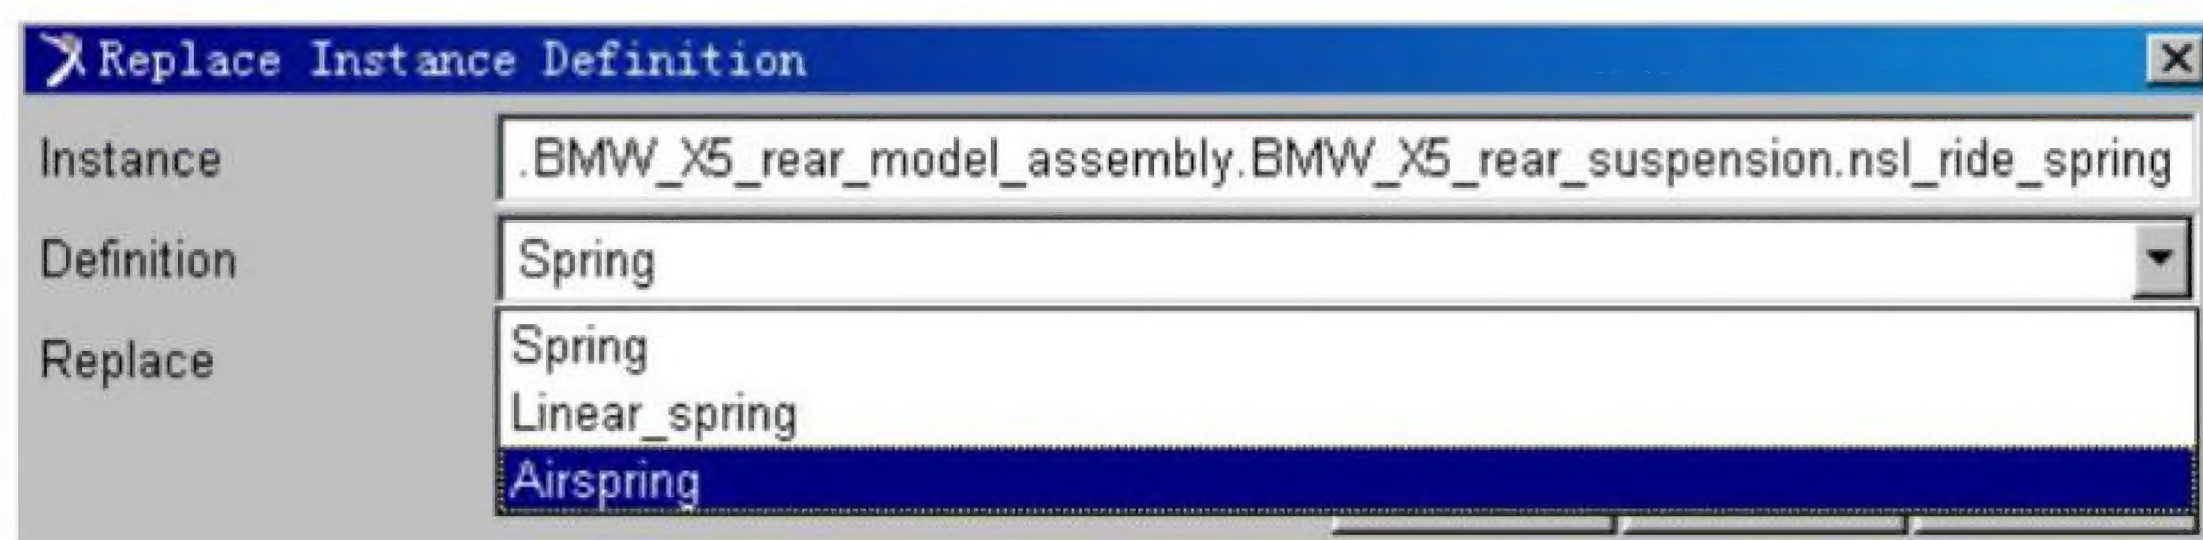 Replace Instance Definition
Instance
.BMW_X5_rear_model_assembly.BMW_X5_rear_suspension.nsl_ride_spring
Definition
Spring
Replace
Spring
Linear_spring
Airspring